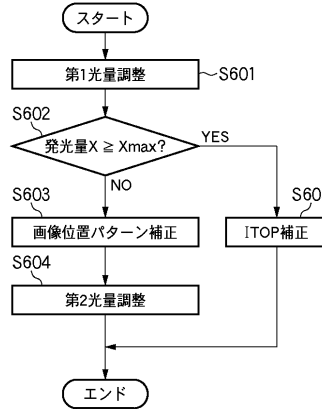 スタート
第1光量調整
S601
S602
発光量X ≧ Xmax?
YES
NO
S603
画像位置パターン補正
S60
ITOP補正
S604
第2光量調整
エンド